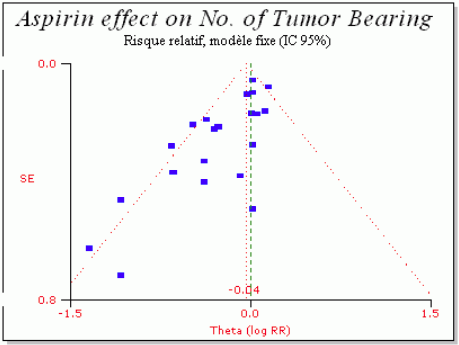 Aspirin effect on No. of Tumor Bearing
Risque relatif, modèle fixe (IC 95%)
0.0
SE
-0.04
0.8
-1.5 0.0 1.5
Theta (log RR)